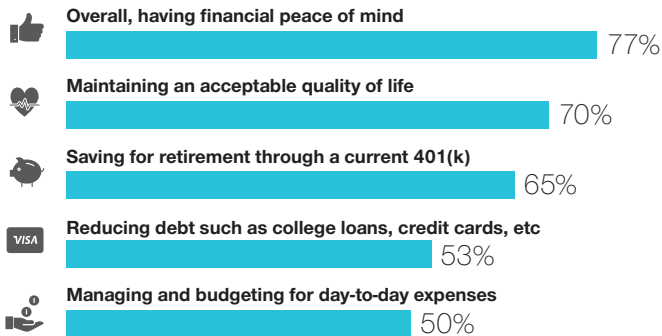 Overall, having financial peace of mind
77%
Maintaining an acceptable quality of life
70%
Saving for retirement through a current 401(k)
65%
VISA
Reducing debt such as college loans, credit cards, etc
53%
Managing and budgeting for day-to-day expenses
50%